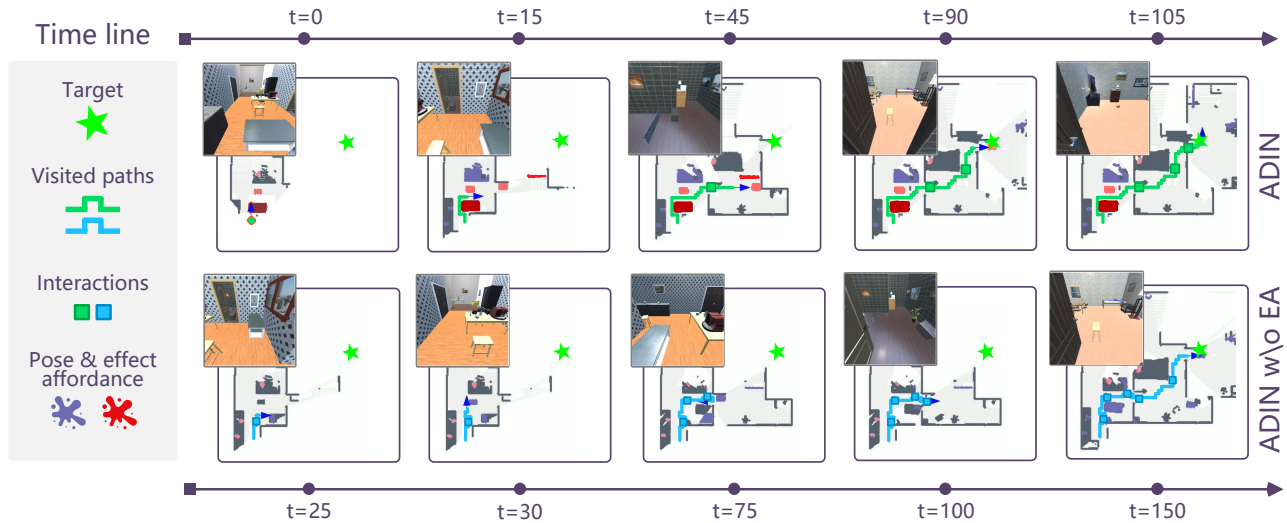 Time line
t=0
t=15
t=45
t=90
t=105
Target
Visited paths
Interactions
Pose & effect
affordance
ADIN
ADIN w\o EA
t=25
t=30
t=75
t=100
t=150